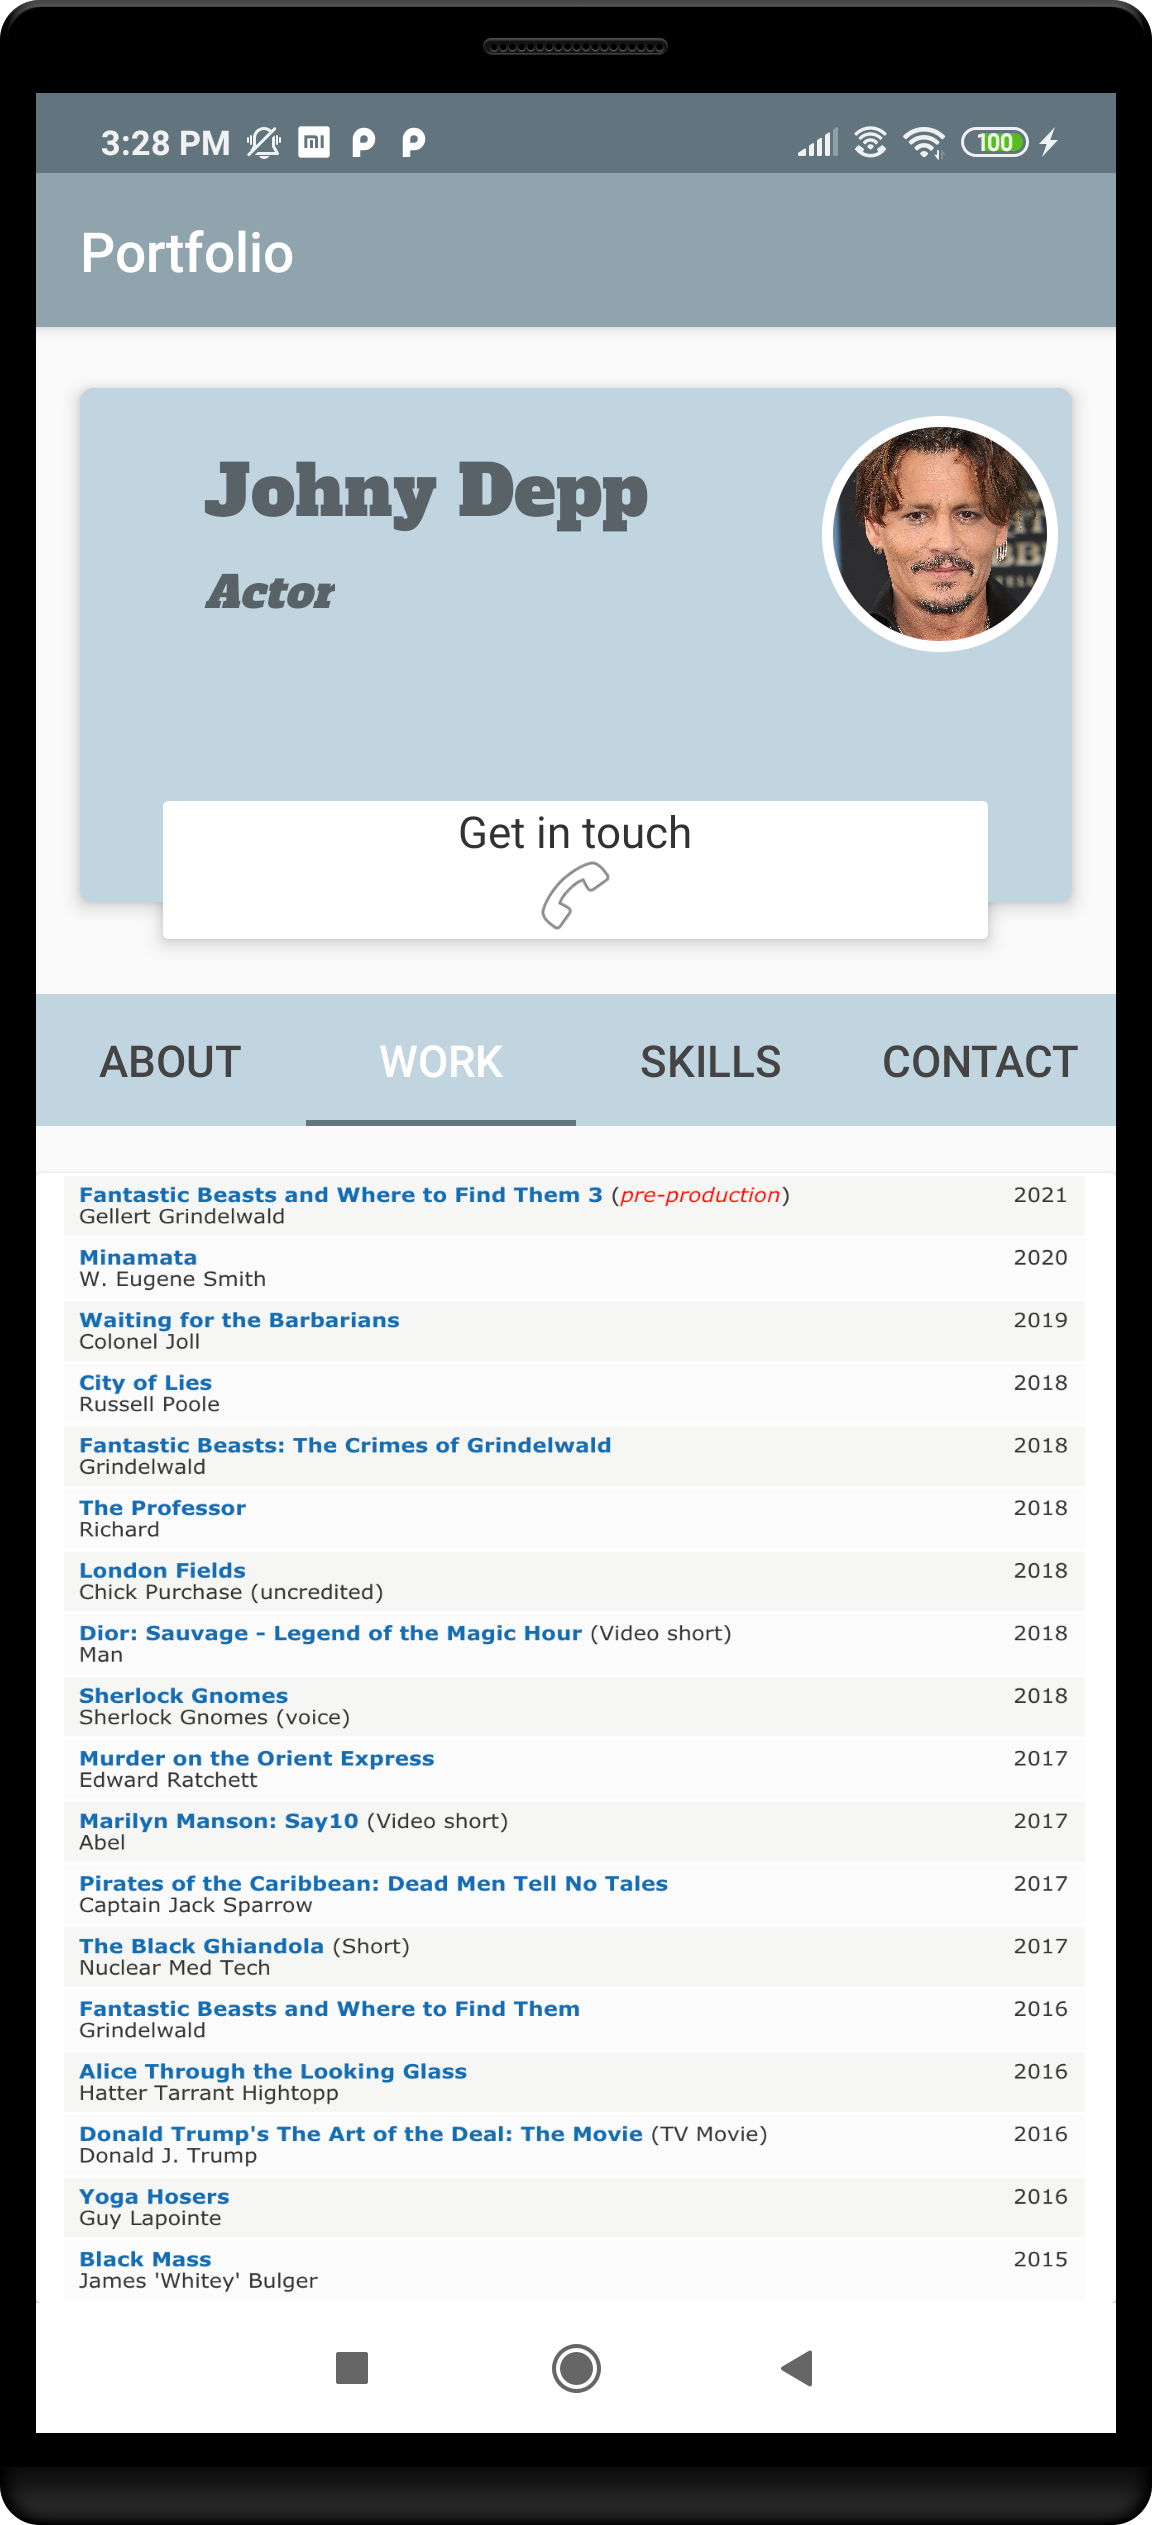 3:28 PM
100
Portfolio
Johny Depp
Actor
Get in touch
ABOUT WORK SKILLS CONTACT
Fantastic Beasts and Where to Find Them 3 (pre-production) 2021
Gellert Grindelwald
Minamata 2020
W. Eugene Smith
Waiting for the Barbarians 2019
Colonel Joll
City of Lies 2018
Russell Poole
Fantastic Beasts: The Crimes of Grindelwald 2018
Grindelwald
The Professor 2018
Richard
London Fields 2018
Chick Purchase (uncredited)
Dior: Sauvage - Legend of the Magic Hour (Video short) 2018
Man
Sherlock Gnomes 2018
Sherlock Gnomes (voice)
Murder on the Orient Express 2017
Edward Ratchett
Marilyn Manson: Say10 (Video short) 2017
Abel
Pirates of the Caribbean: Dead Men Tell No Tales 2017
Captain Jack Sparrow
The Black Ghiandola (Short) 2017
Nuclear Med Tech
Fantastic Beasts and Where to Find Them 2016
Grindelwald
Alice Through the Looking Glass 2016
Hatter Tarrant Hightopp
Donald Trump's The Art of the Deal: The Movie (TV Movie) 2016
Donald J. Trump
Yoga Hosers 2016
Guy Lapointe
Black Mass 2015
James 'Whitey' Bulger